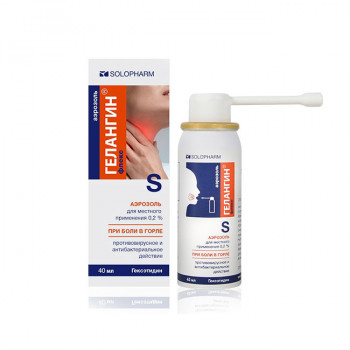 SOLOPHARM
аэрозоль
ГЕЛАНГИН®
флекс
S
АЭРОЗОЛЬ
для местного
применения 0,2 %
ПРИ БОЛИ В ГОРЛЕ
противовирусное и
антибактериальное
действие
40 мл Гексэтидин
SOLOPHARM
аэрозоль
ГЕЛАНГИН
S
АЭРОЗОЛЬ
для местного
применения 0,2 %
ПРИ БОЛИ В ГОРЛЕ
противовирусное и
антибактериальное
действие
40 мл Гексэтидин